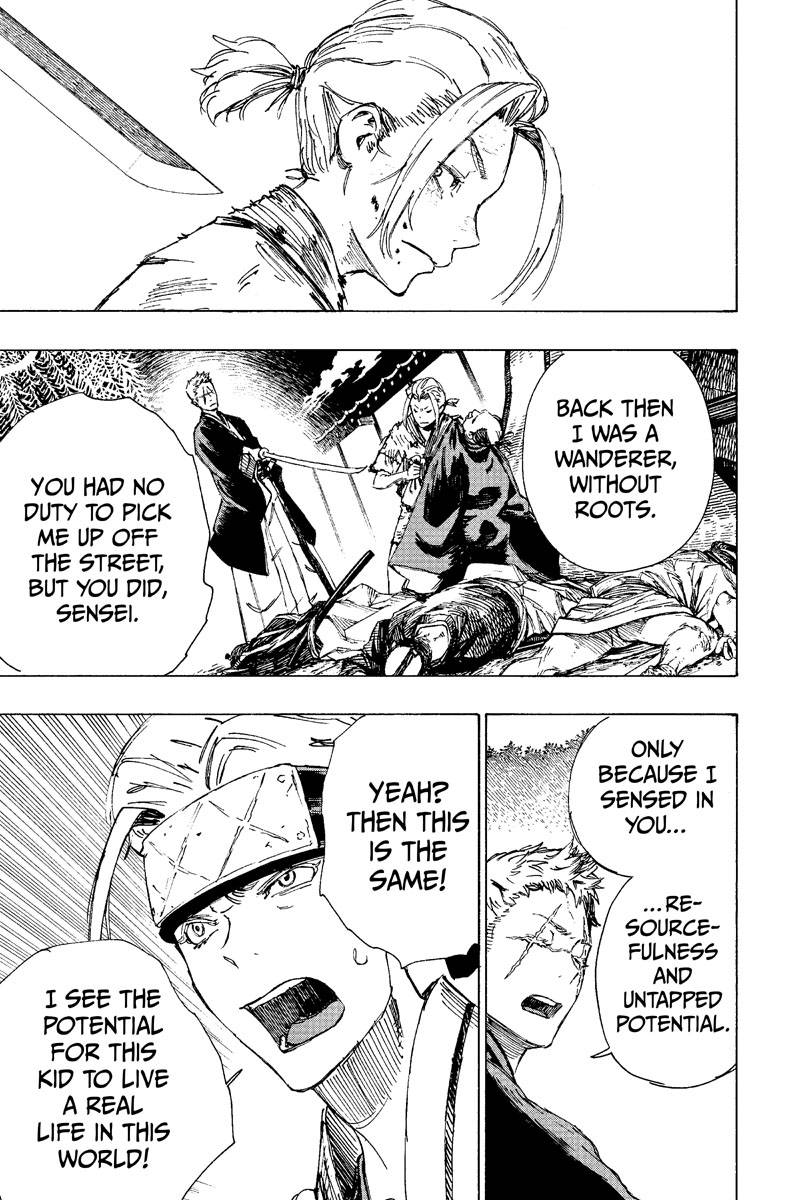 BACK THEN
I WAS A
WANDERER,
WITHOUT
ROOTS.
YOU HAD NO
DUTY TO PICK
ME UP OFF
THE STREET,
BUT YOU DID,
SENSEI.
ONLY
BECAUSE I
SENSED IN
YOU...
...RE-
SOURCE-
FULNESS
AND
UNTAPPED
POTENTIAL.
YEAH?
THEN THIS
IS THE
SAME!
I SEE THE
POTENTIAL
FOR THIS
KID TO LIVE
A REAL
LIFE IN THIS
WORLD!